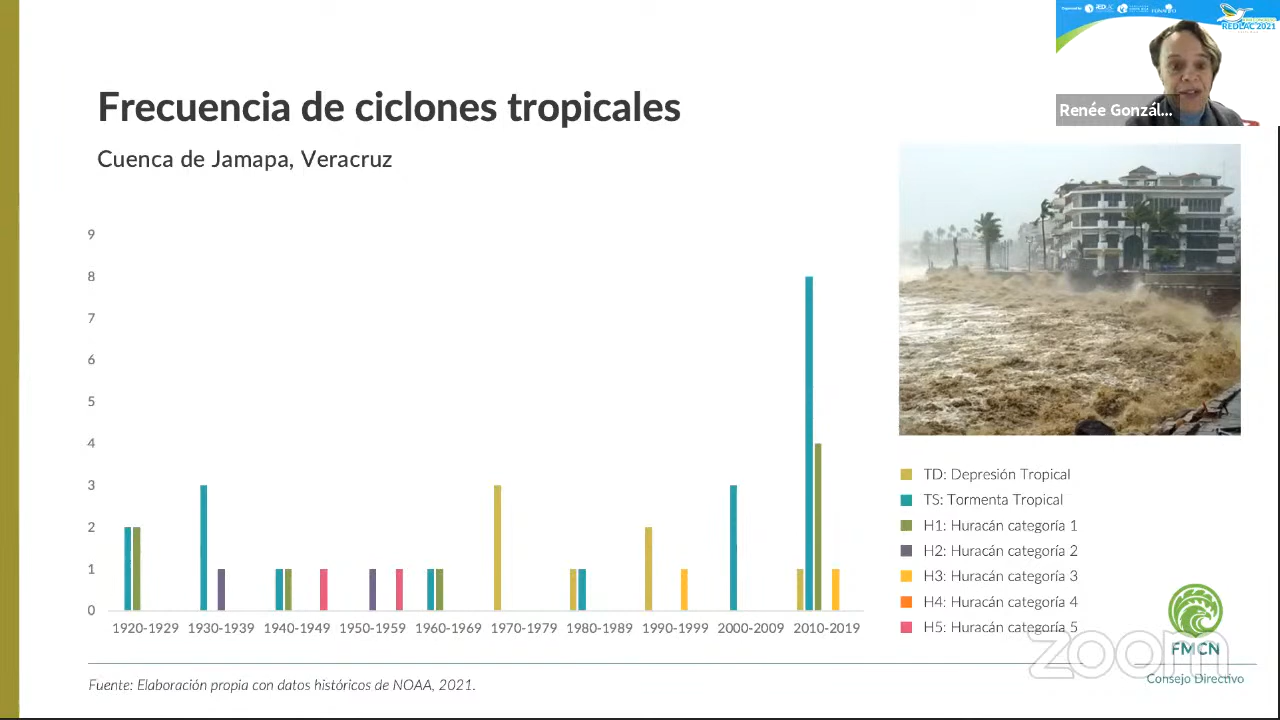 REDLAC 2021
Renée Gonzál...
Frecuencia de ciclones tropicales
Cuenca de Jamapa, Veracruz
9
8
7
6
5
4
3
2
1
0
1920-1929 1930-1939 1940-1949 1950-1959 1960-1969 1970-1979 1980-1989 1990-1999 2000-2009 2010-2019
TD: Depresión Tropical
TS: Tormenta Tropical
H1: Huracán categoría 1
H2: Huracán categoría 2
H3: Huracán categoría 3
H4: Huracán categoría 4
H5: Huracán categoría 5
zoom
FMCN
Consejo Directivo
Fuente: Elaboración propia con datos históricos de NOAA, 2021.